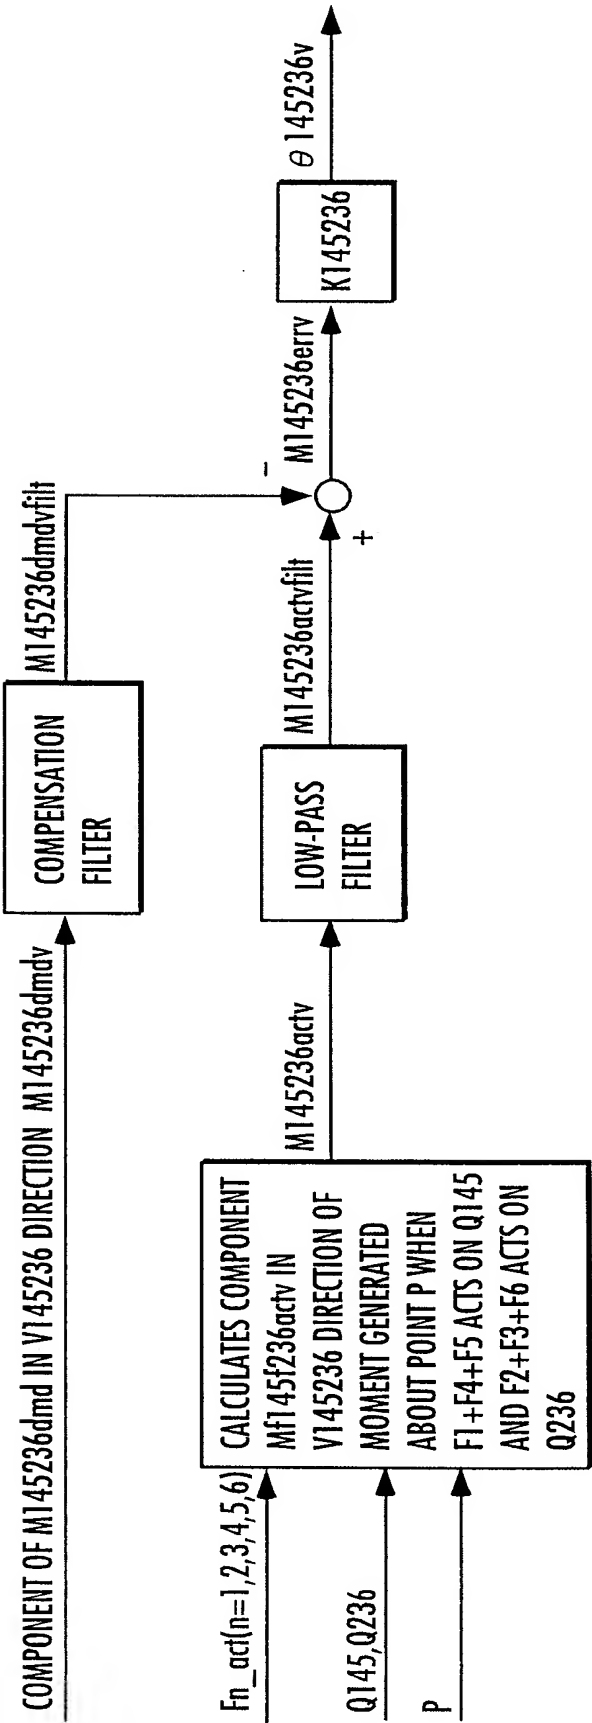 COMPONENT OF M145236dmd IN V145236 DIRECTION M145236dmdv
COMPENSATION
FILTER
M145236dmdvfilt
Fn_act(n=1,2,3,4,5,6)
Q145,Q236
P
CALCULATES COMPONENT
Mf145f236actv IN
V145236 DIRECTION OF
MOMENT GENERATED
ABOUT POINT P WHEN
F1+F4+F5 ACTS ON Q145
AND F2+F3+F6 ACTS ON
Q236
M145236actv
LOW-PASS
FILTER
M145236actvfilt
-
+
M145236errv
K145236
θ145236v